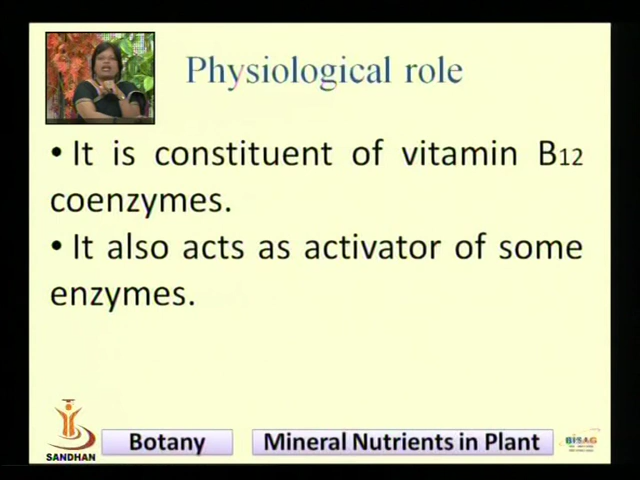 Physiological role
• It is constituent of vitamin B12
coenzymes.
• It also acts as activator of some
enzymes.
SANDHAN
Botany
Mineral Nutrients in Plant
BISAG